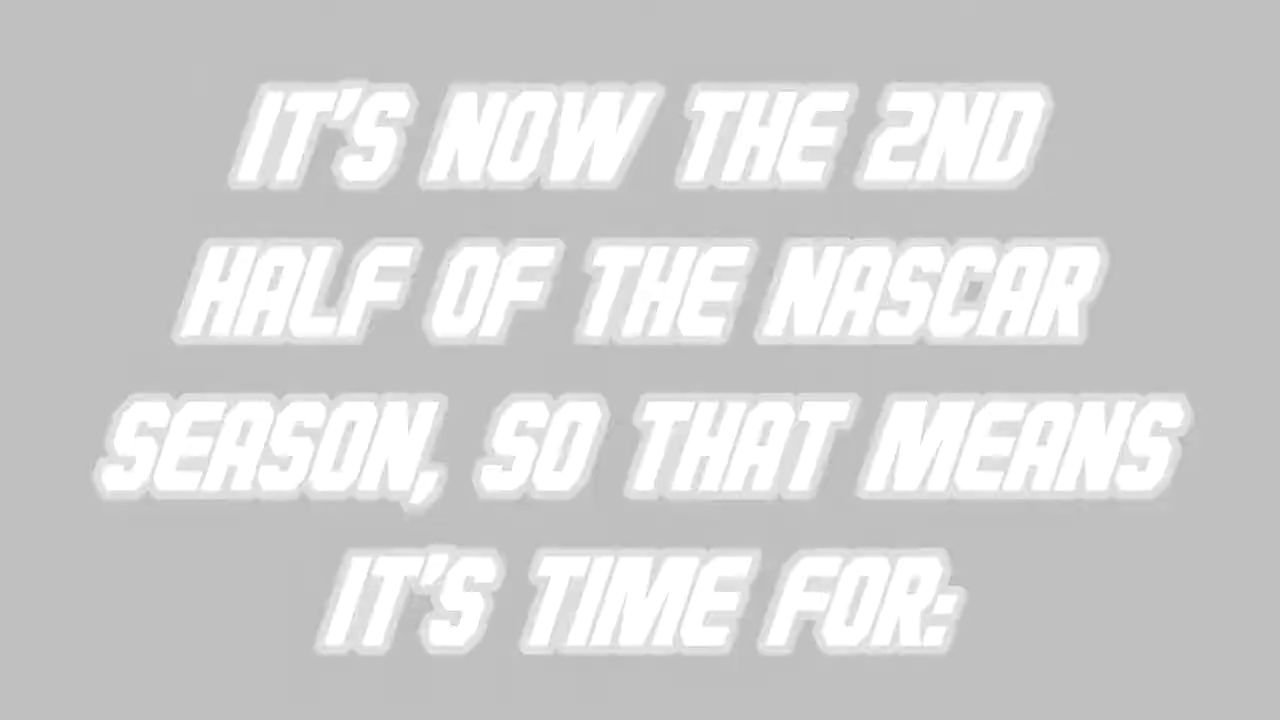 IT'S NOW THE 2ND
HALF OF THE NASCAR
SEASON, SO THAT MEANS
IT'S TIME FOR: